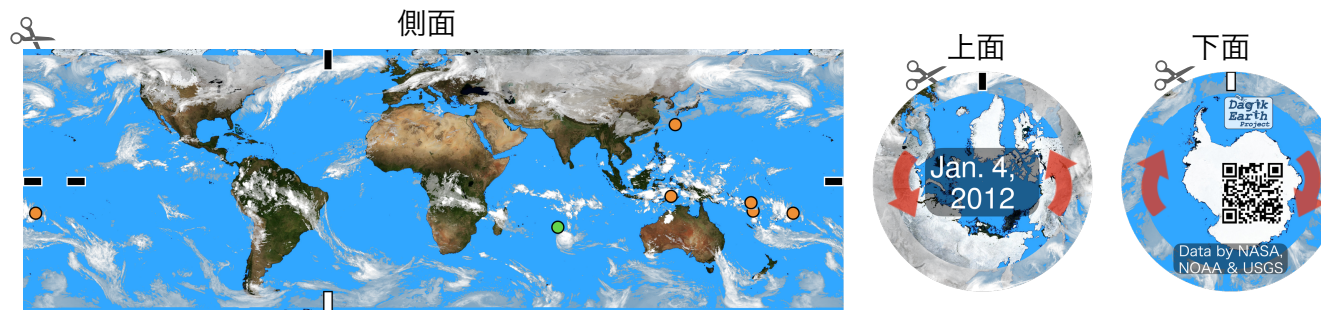 側面
上面
下面
Jan. 4,
2012
Dagik
Earth
Project
Data by NASA,
NOAA & USGS